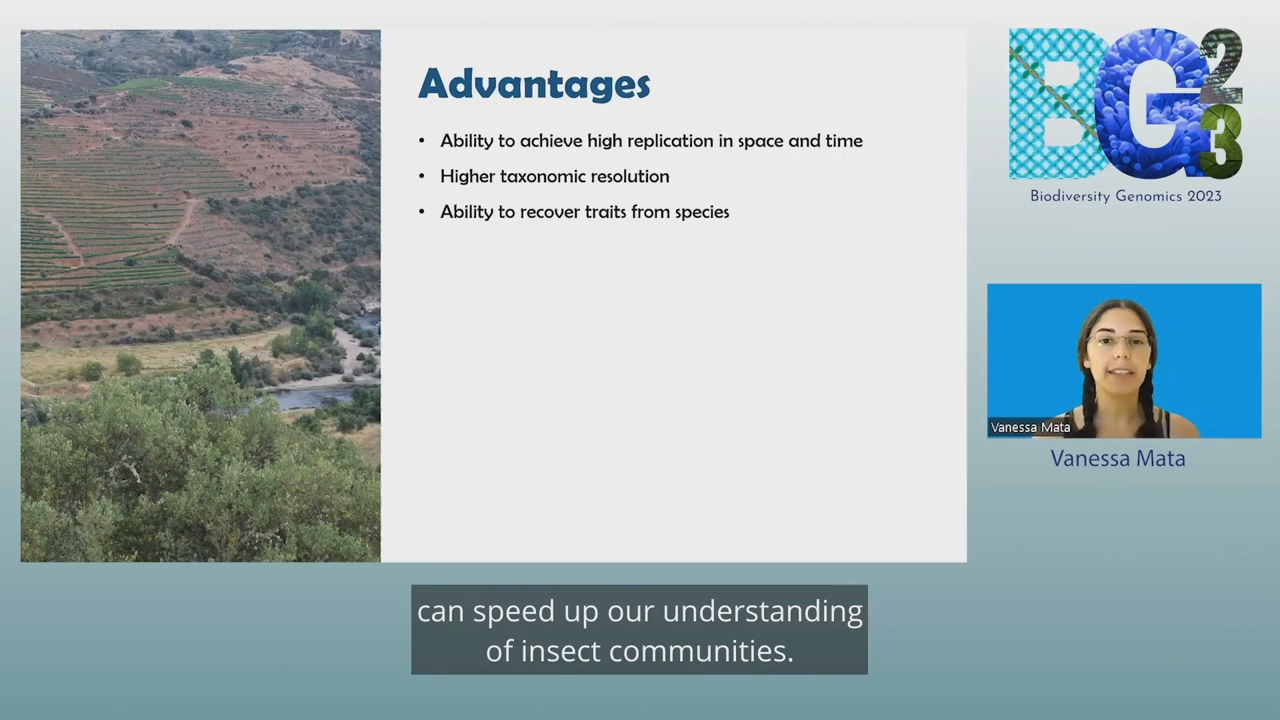 Advantages
• Ability to achieve high replication in space and time
• Higher taxonomic resolution
• Ability to recover traits from species
BG23
Biodiversity Genomics 2023
Vanessa Mata
Vanessa Mata
can speed up our understanding
of insect communities.